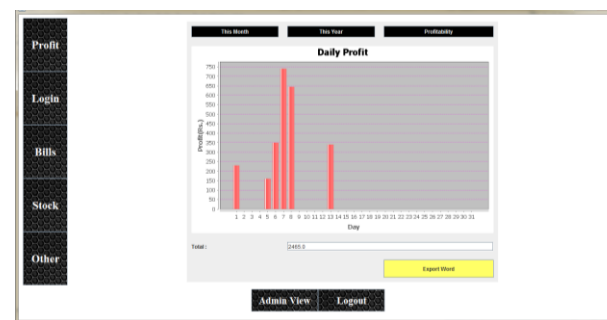 Profit
Login
Bills
Stock
Other
This Month This Year Profitability
Daily Profit
Profit(Rs.)
750
700
650
600
550
500
450
400
350
300
250
200
150
100
50
0
1 2 3 4 5 6 7 8 9 10 11 12 13 14 15 16 17 18 19 20 21 22 23 24 25 26 27 28 29 30 31
Day
Total : 2485.0
Export Word
Admin View Logout